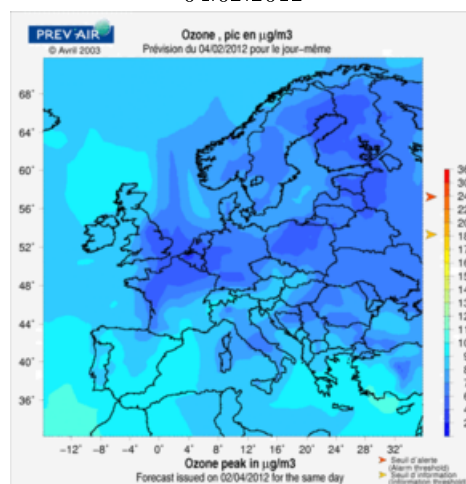 04.02.2012
PREV'AIR
© Avril 2003
Ozone , pic en µg/m3
Prévision du 04/02/2012 pour le jour−même
68°
64°
60°
56°
52°
48°
44°
40°
36°
−12° −8° −4° 0° 4° 8° 12° 16° 20° 24° 28° 32°
Ozone peak in µg/m3
Forecast issued on 02/04/2012 for the same day
Seuil d'alerte
(Alarm threshold)
Seuil d'information
(Information threshold)